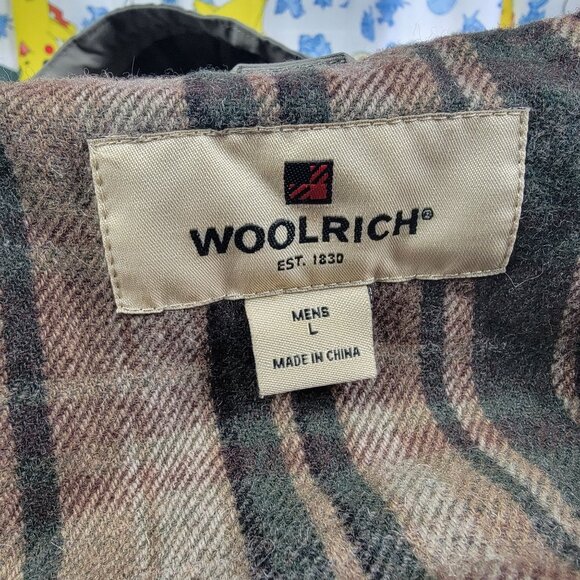 WOOLRICH®
EST. 1830
MENS
L
MADE IN CHINA